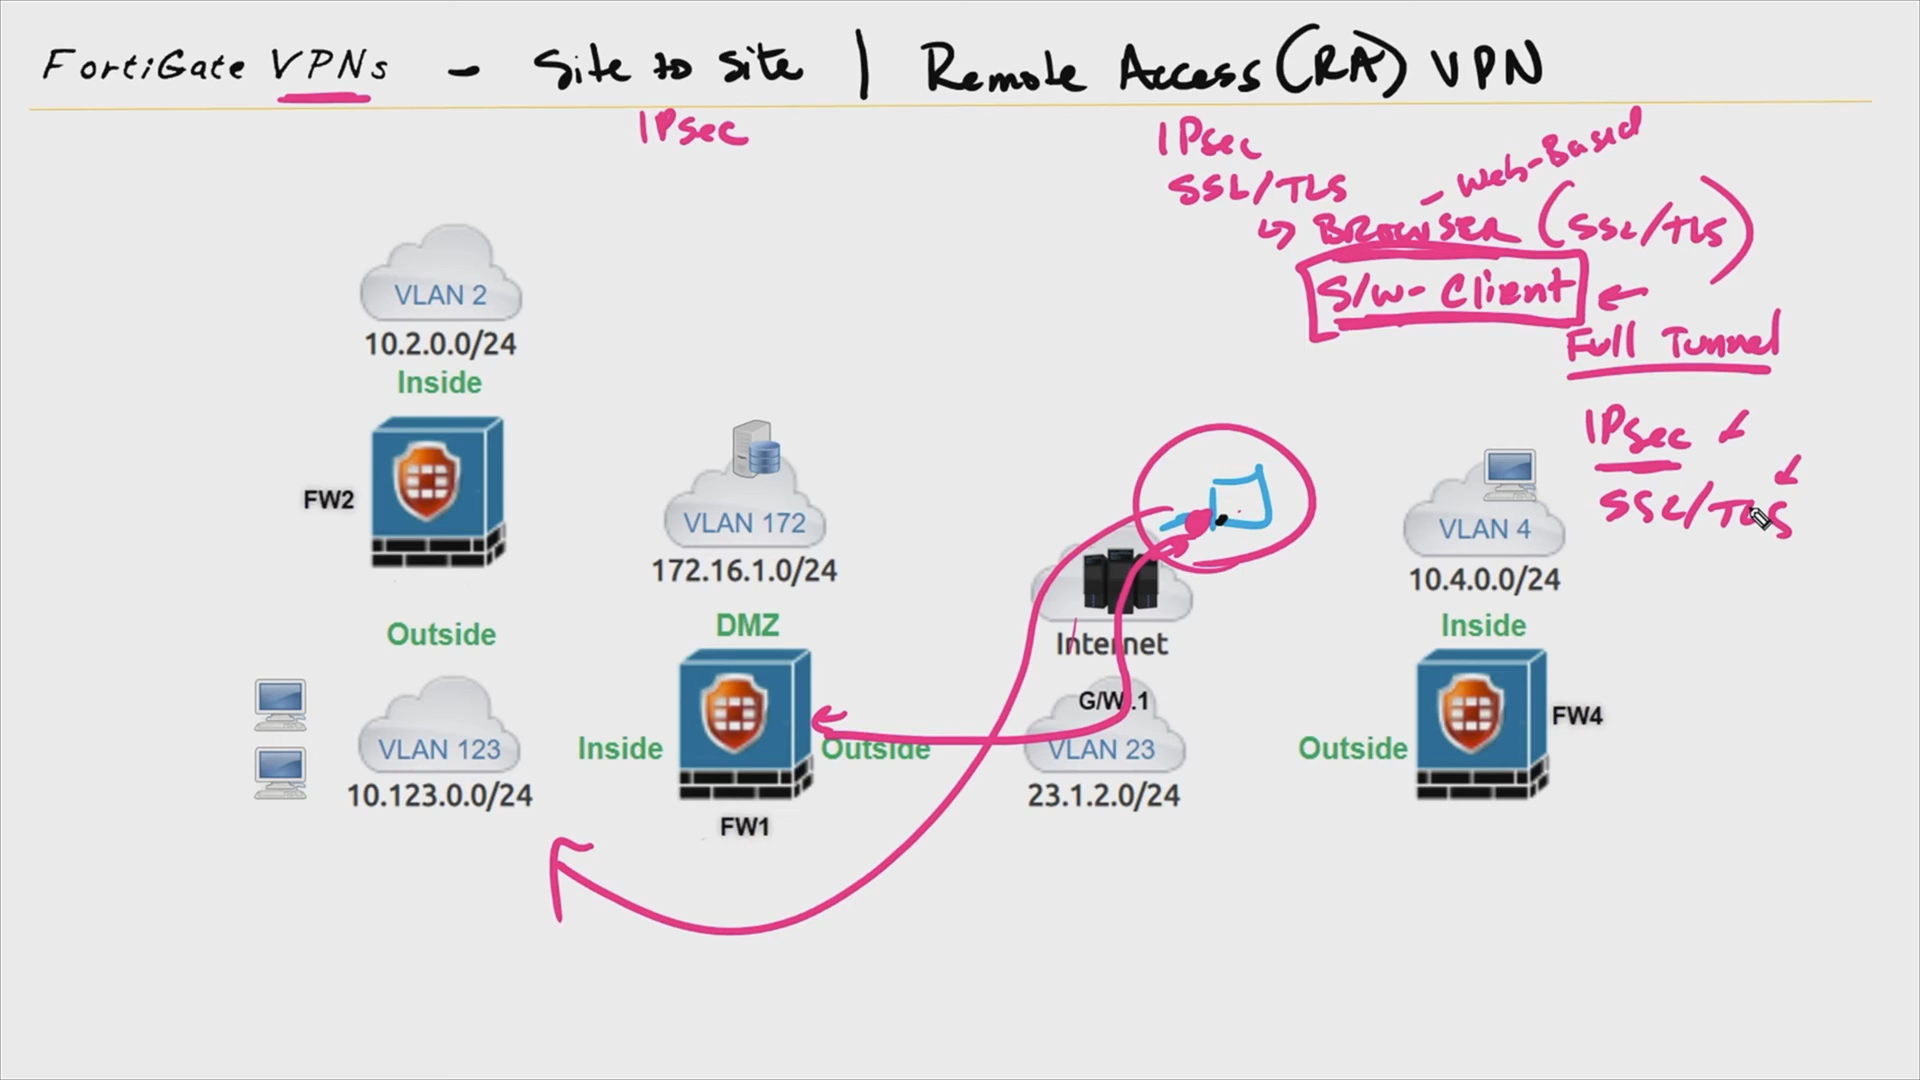 FortiGate VPNs - Site to Site | Remote Access (RA) VPN
IPsec
IPsec
SSL/TLS
- Web-Based
↳ BROWSER (SSL/TLS)
S/W- Client ←
Full Tunnel
IPsec
SSL/TLS
VLAN 2
10.2.0.0/24
Inside
FW2
Outside
VLAN 172
172.16.1.0/24
DMZ
VLAN 123
10.123.0.0/24
Inside
FW1
Outside
Internet
G/W .1
VLAN 23
23.1.2.0/24
VLAN 4
10.4.0.0/24
Inside
Outside
FW4